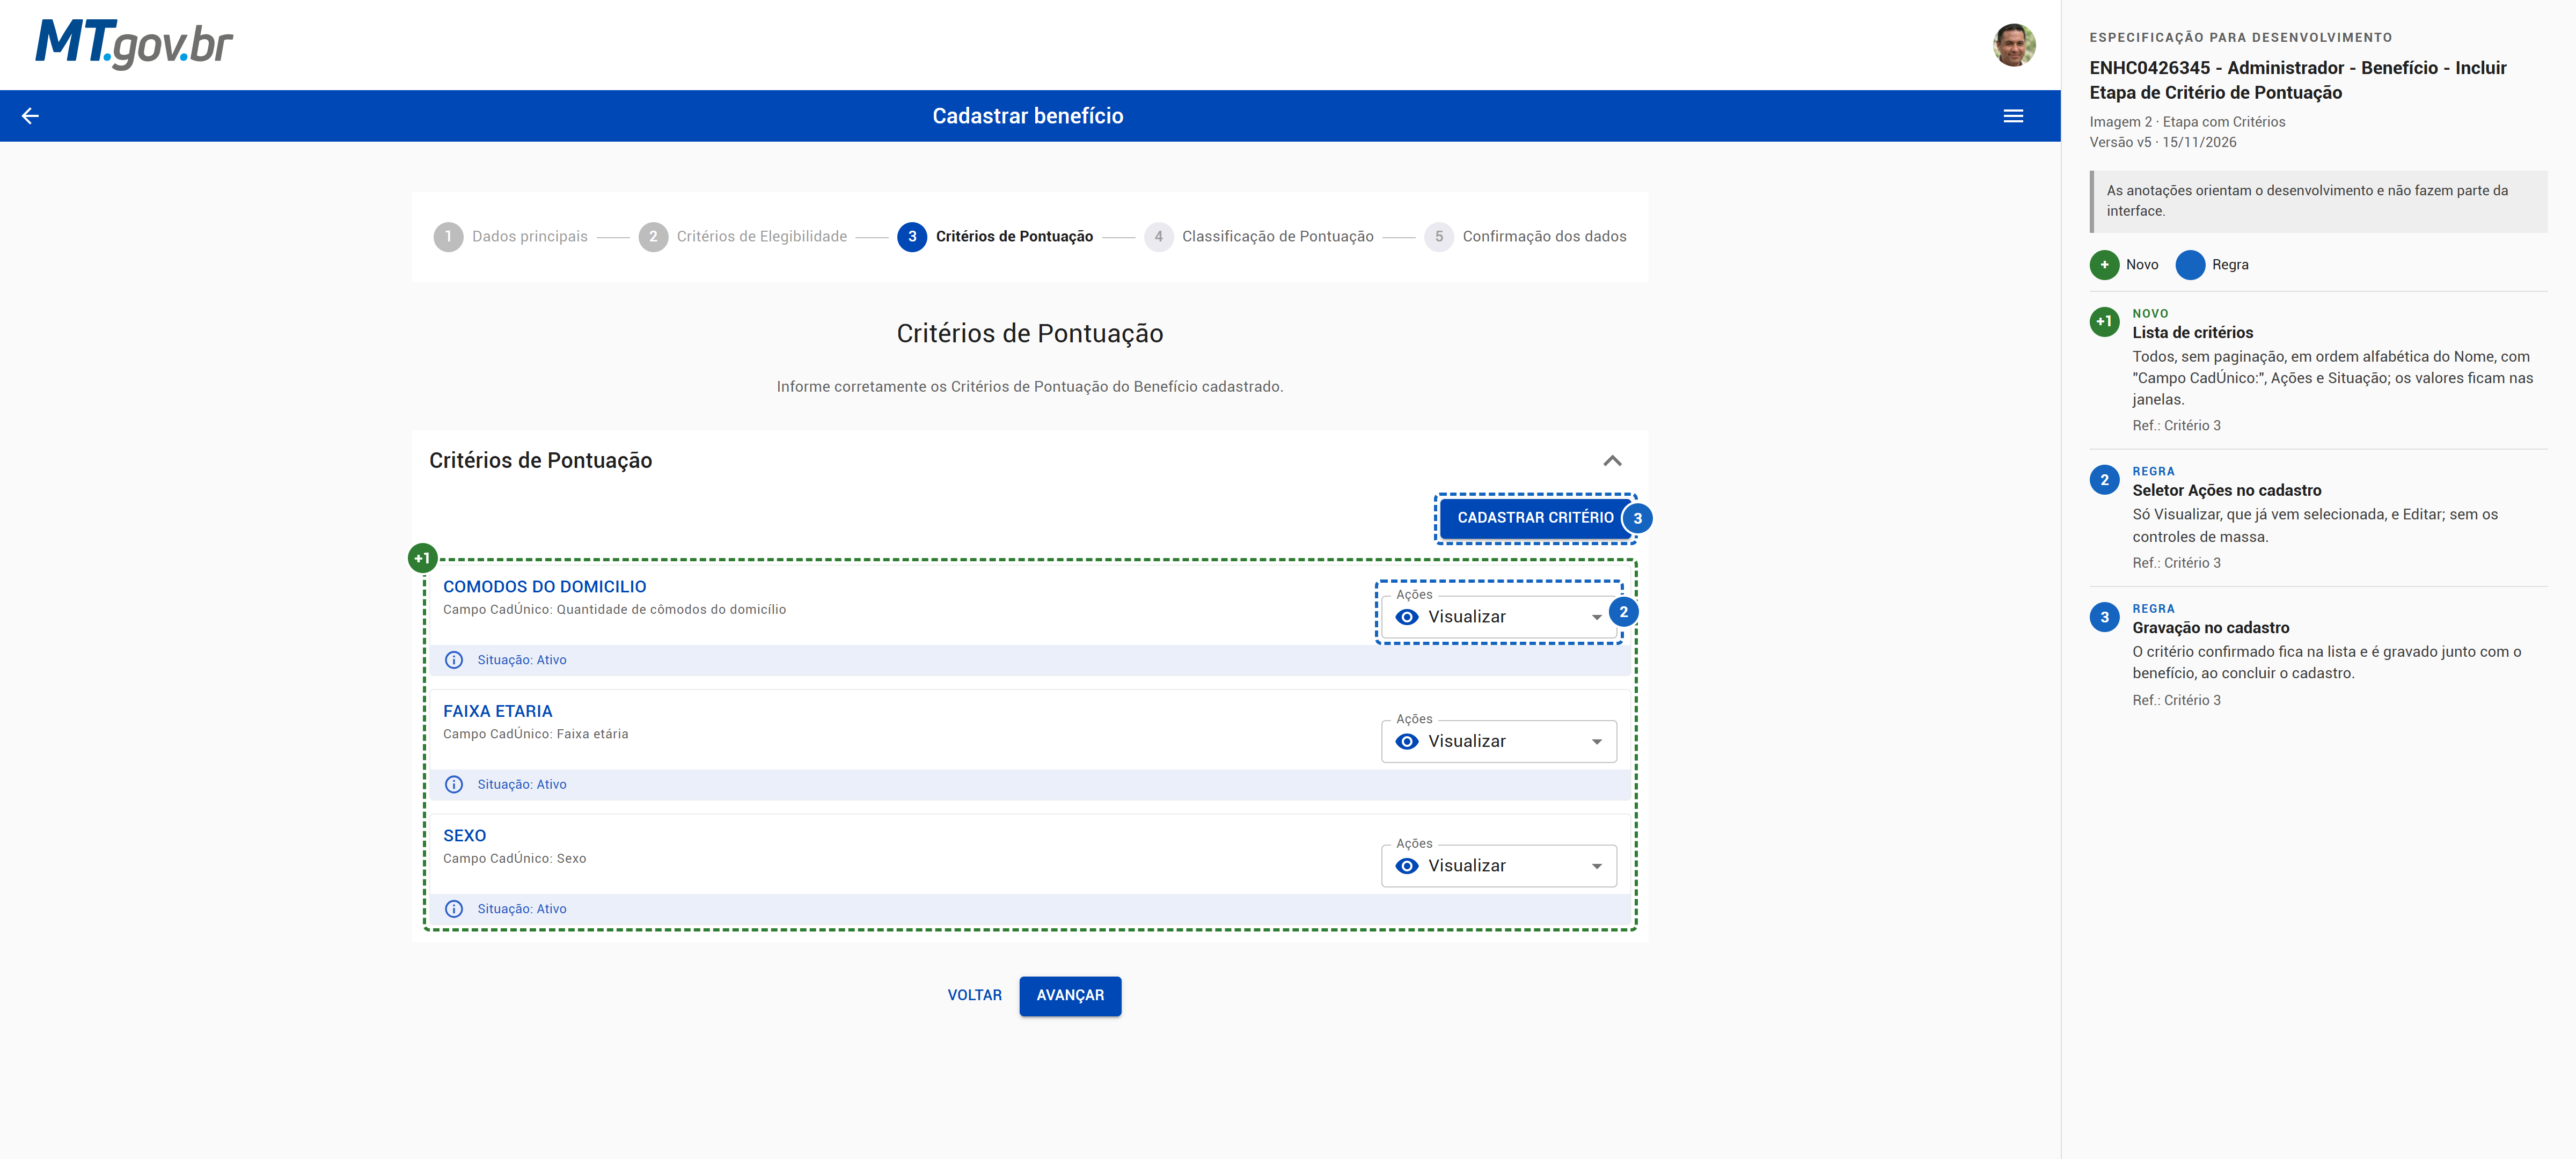 MT.gov.br
Cadastrar benefício
1 Dados principais
2 Critérios de Elegibilidade
3 Critérios de Pontuação
4 Classificação de Pontuação
5 Confirmação dos dados
Critérios de Pontuação
Informe corretamente os Critérios de Pontuação do Benefício cadastrado.
Critérios de Pontuação
CADASTRAR CRITÉRIO
3
+1
COMODOS DO DOMICILIO
Campo CadÚnico: Quantidade de cômodos do domicílio
Ações
Visualizar
2
Situação: Ativo
FAIXA ETARIA
Campo CadÚnico: Faixa etária
Ações
Visualizar
Situação: Ativo
SEXO
Campo CadÚnico: Sexo
Ações
Visualizar
Situação: Ativo
VOLTAR
AVANÇAR
ESPECIFICAÇÃO PARA DESENVOLVIMENTO
ENHC0426345 - Administrador - Benefício - Incluir
Etapa de Critério de Pontuação
Imagem 2 · Etapa com Critérios
Versão v5 · 15/11/2026
As anotações orientam o desenvolvimento e não fazem parte da
interface.
+ Novo
Regra
+1
NOVO
Lista de critérios
Todos, sem paginação, em ordem alfabética do Nome, com
"Campo CadÚnico:", Ações e Situação; os valores ficam nas
janelas.
Ref.: Critério 3
2
REGRA
Seletor Ações no cadastro
Só Visualizar, que já vem selecionada, e Editar; sem os
controles de massa.
Ref.: Critério 3
3
REGRA
Gravação no cadastro
O critério confirmado fica na lista e é gravado junto com o
benefício, ao concluir o cadastro.
Ref.: Critério 3